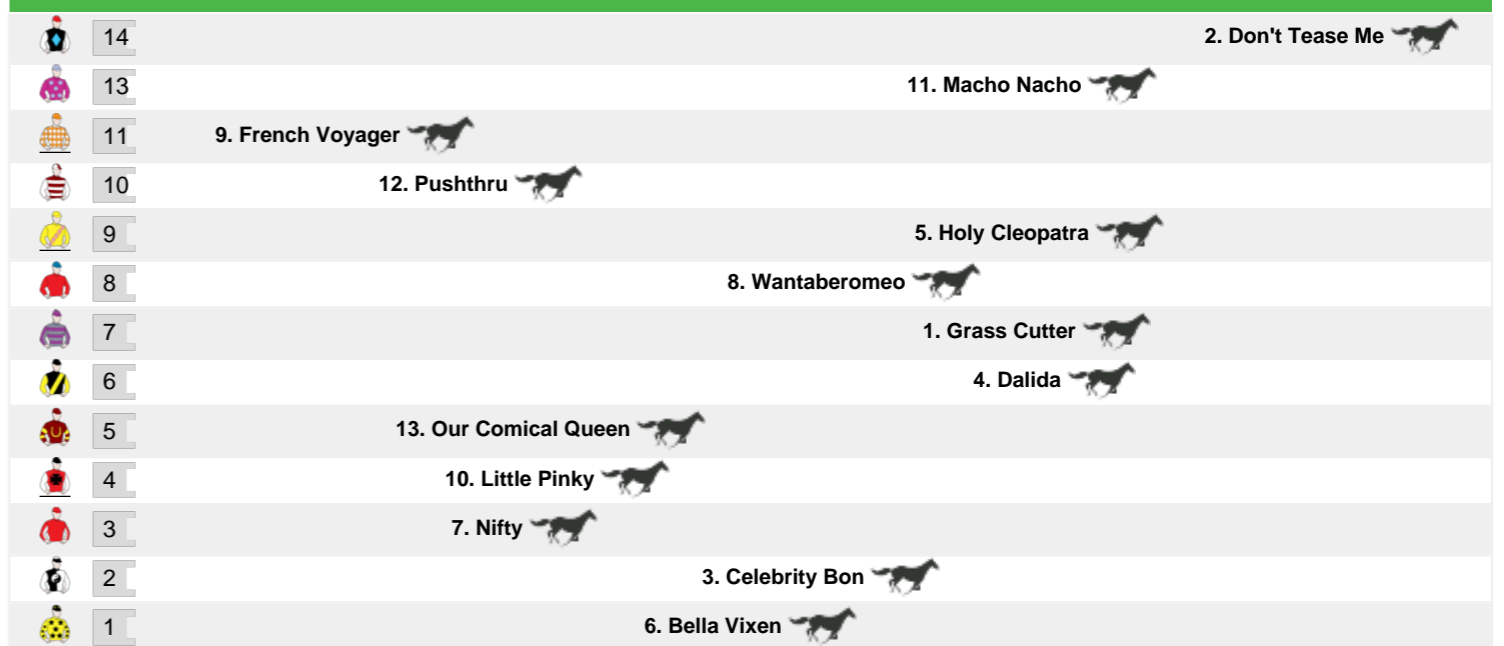 14 2. Don't Tease Me
13 11. Macho Nacho
11 9. French Voyager
10 12. Pushthru
9 5. Holy Cleopatra
8 8. Wantaberomeo
7 1. Grass Cutter
6 4. Dalida
5 13. Our Comical Queen
4 10. Little Pinky
3 7. Nifty
2 3. Celebrity Bon
1 6. Bella Vixen